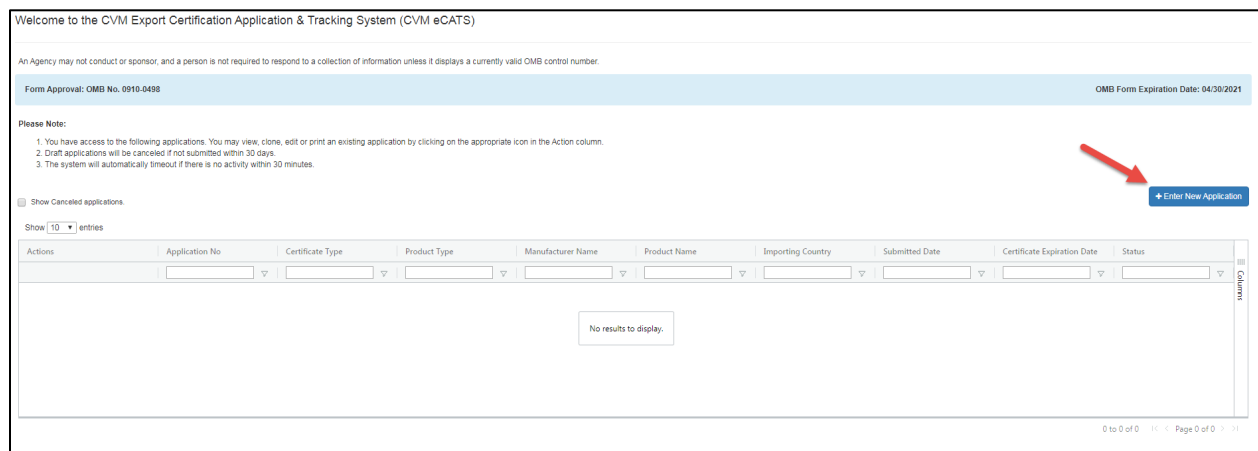 Welcome to the CVM Export Certification Application & Tracking System (CVM eCATS)
An Agency may not conduct or sponsor, and a person is not required to respond to a collection of information unless it displays a currently valid OMB control number.
Form Approval: OMB No. 0910-0498 OMB Form Expiration Date: 04/30/2021
Please Note:
1. You have access to the following applications. You may view, clone, edit or print an existing application by clicking on the appropriate icon in the Action column.
2. Draft applications will be canceled if not submitted within 30 days.
3. The system will automatically timeout if there is no activity within 30 minutes.
+ Enter New Application
Show Canceled applications.
Show 10 entries
Actions Application No Certificate Type Product Type Manufacturer Name Product Name Importing Country Submitted Date Certificate Expiration Date Status
Columns
No results to display.
0 to 0 of 0 Page 0 of 0